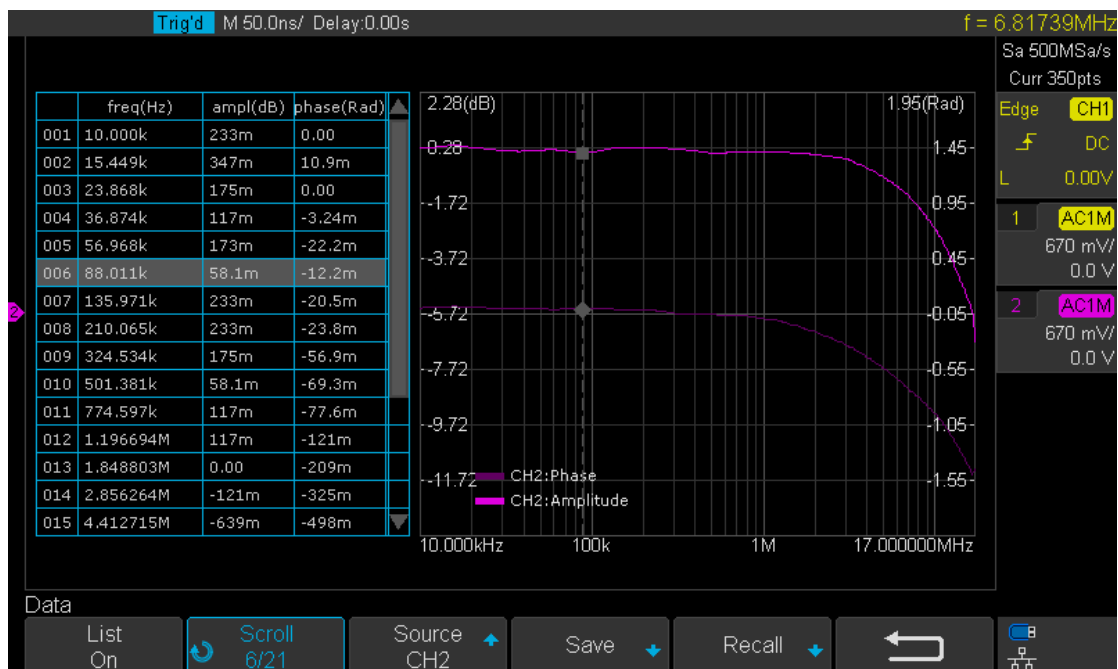 Trig'd M 50.0ns/ Delay:0.00s f = 6.81739MHz
Sa 500MSa/s
Curr 350pts
Edge CH1
DC
L 0.00V
1 AC1M
670 mV/
0.0 V
2 AC1M
670 mV/
0.0 V
freq(Hz) ampl(dB) phase(Rad)
001 10.000k 233m 0.00
002 15.449k 347m 10.9m
003 23.868k 175m 0.00
004 36.874k 117m -3.24m
005 56.968k 173m -22.2m
006 88.011k 58.1m -12.2m
007 135.971k 233m -20.5m
008 210.065k 233m -23.8m
009 324.534k 175m -56.9m
010 501.381k 58.1m -69.3m
011 774.597k 117m -77.6m
012 1.196694M 117m -121m
013 1.848803M 0.00 -209m
014 2.856264M -121m -325m
015 4.412715M -639m -498m
2.28(dB) 1.95(Rad)
-0.28 1.45-
--1.72 0.95-
--3.72 0.45-
--5.72 -0.05-
--7.72 -0.55-
--9.72 -1.05-
--11.72 -1.55-
CH2:Phase
CH2:Amplitude
10.000kHz 100k 1M 17.000000MHz
2
Data
List
On
Scroll
6/21
Source
CH2
Save
Recall